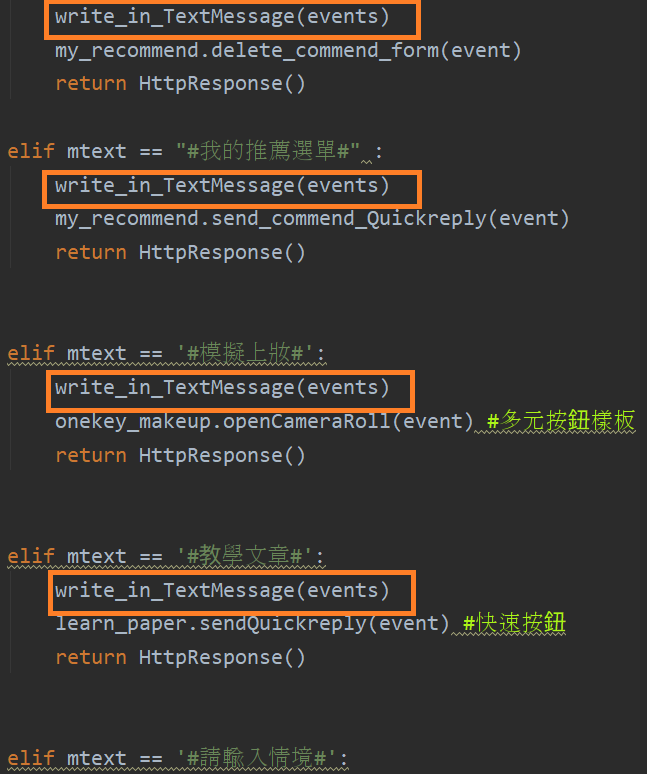 write_in_TextMessage(events)
my_recommend.delete_commend_form(event)
return HttpResponse()
elif mtext == "#我的推薦選單#" :
write_in_TextMessage(events)
my_recommend.send_commend_Quickreply(event)
return HttpResponse()
elif mtext == '#模擬上妝#':
write_in_TextMessage(events)
onekey_makeup.openCameraRoll(event) #多元按鈕樣板
return HttpResponse()
elif mtext == '#教學文章#':
write_in_TextMessage(events)
learn_paper.sendQuickreply(event) #快速按鈕
return HttpResponse()
elif mtext == '#請輸入情境#':